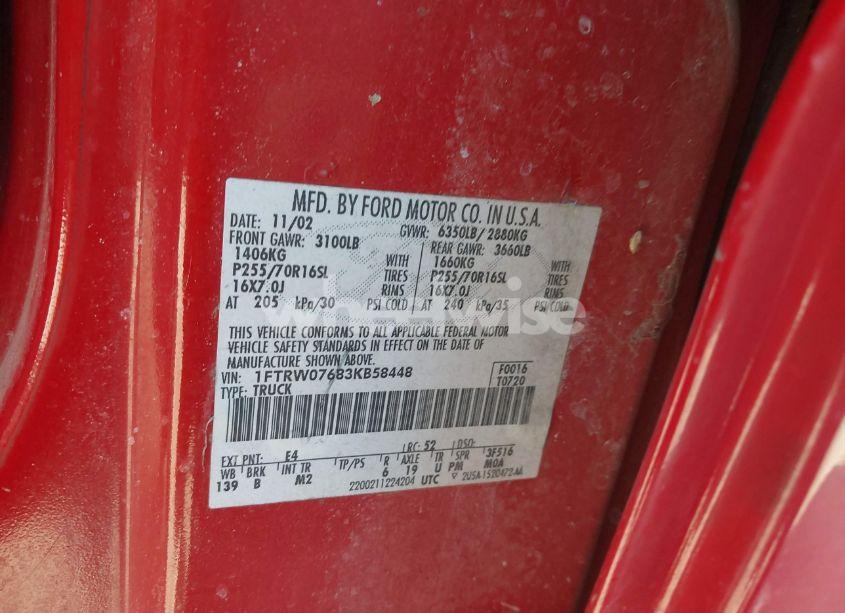 MFD. BY FORD MOTOR CO. IN U.S.A.
DATE: 11/02 GVWR: 6350LB/ 2880KG
FRONT GAWR: 3100LB REAR GAWR: 3660LB
1406KG WITH 1660KG WITH
P255/70R16SL TIRES P255/70R16SL TIRES
16X7.0J RIMS 16X7.0J RIMS
AT 205 kPa/30 PSI COLD AT 240 kPa/35 PSI COLD
THIS VEHICLE CONFORMS TO ALL APPLICABLE FEDERAL MOTOR
VEHICLE SAFETY STANDARDS IN EFFECT ON THE DATE OF
MANUFACTURE SHOWN ABOVE.
VIN: 1FTRW07683KB58448 F0016
TYPE: TRUCK T0720
EXT PNT: E4 RC: 52 DSO:
WB BRK INT TR TP/PS R AXLE TR SPR 3F516
139 B M2 6 19 U PM M0A
2200211224204 UTC 2U5A-1520472-AA
wheelwise